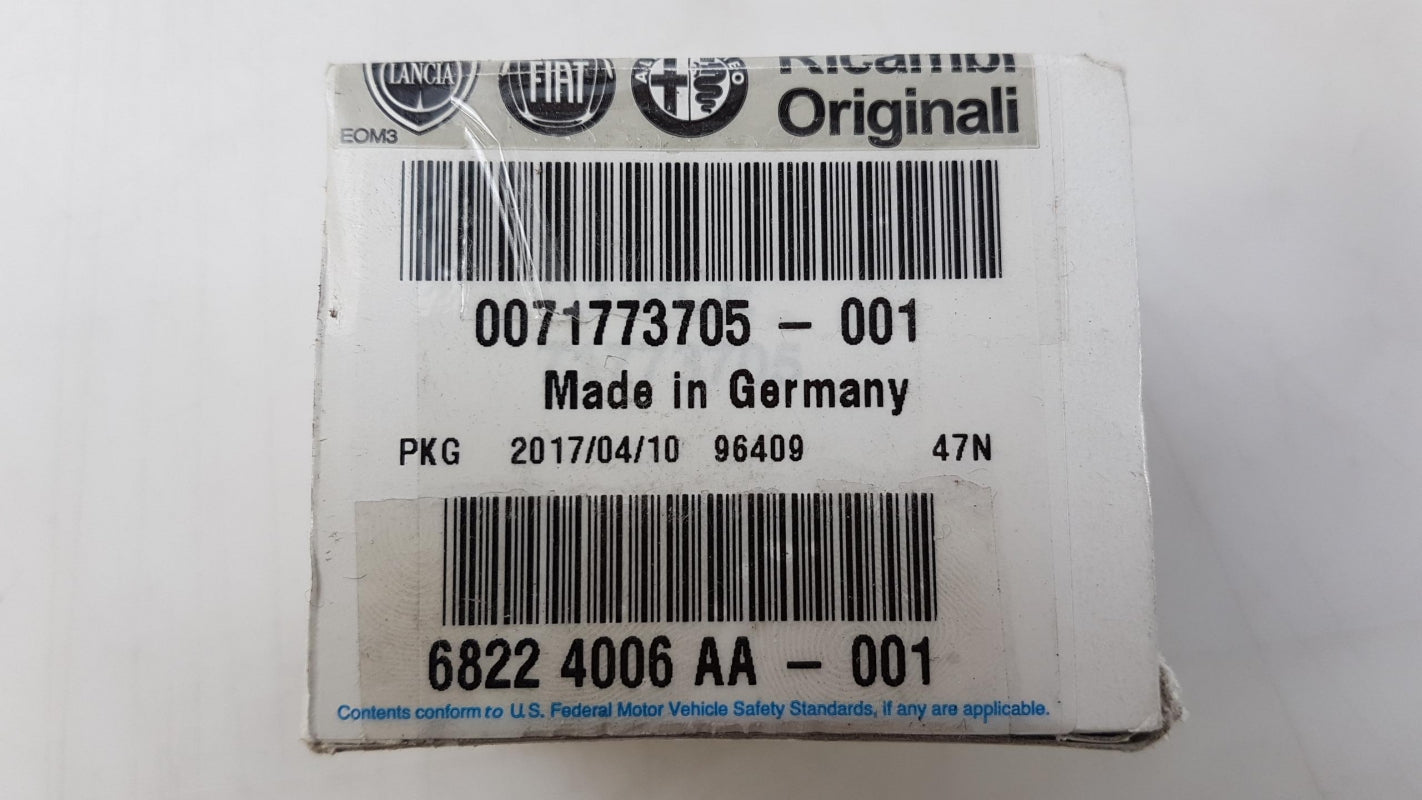 LANCIA FIAT Ricambi
EOM3 Originali
0071773705 – 001
Made in Germany
PKG 2017/04/10 96409 47N
6822 4006 AA – 001
Contents conform to U.S. Federal Motor Vehicle Safety Standards, if any are applicable.